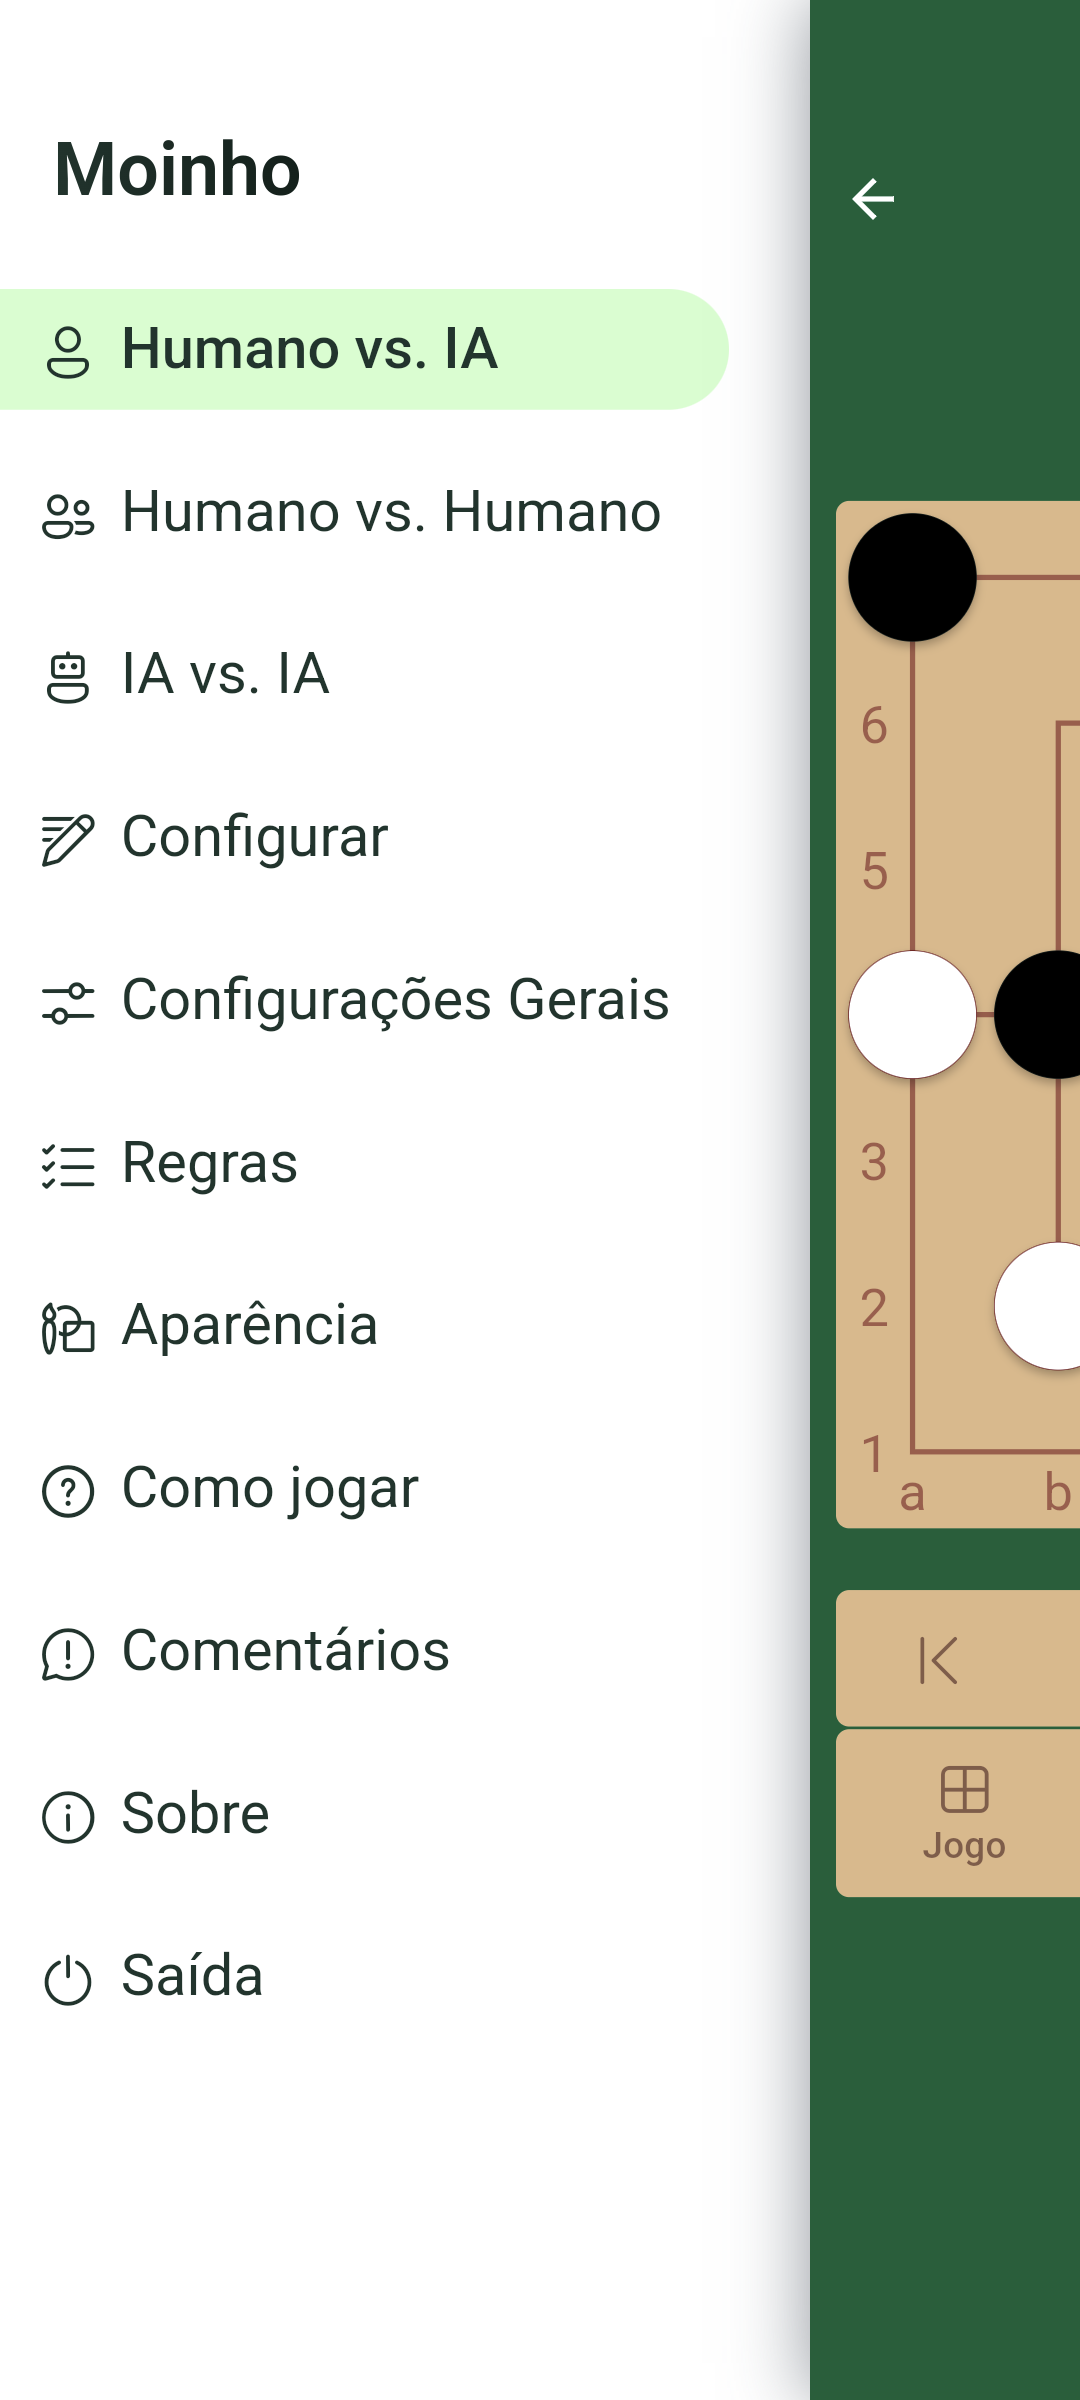 Moinho
Humano vs. IA
Humano vs. Humano
IA vs. IA
Configurar
Configurações Gerais
Regras
Aparência
Como jogar
Comentários
Sobre
Saída
6
5
3
2
1
a b
Jogo